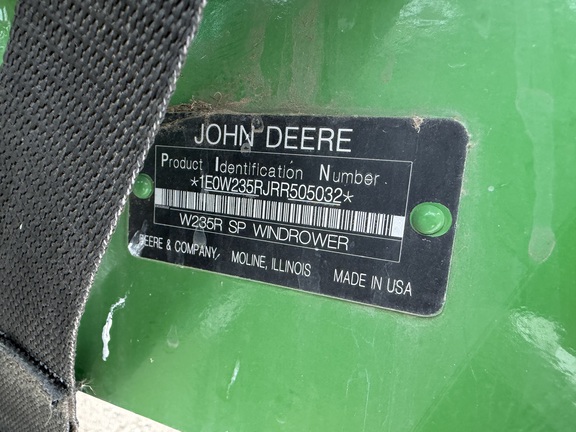 JOHN DEERE
Product Identification Number
*1E0W235RJRR505032*
W235R SP WINDROWER
DEERE & COMPANY, MOLINE, ILLINOIS MADE IN USA